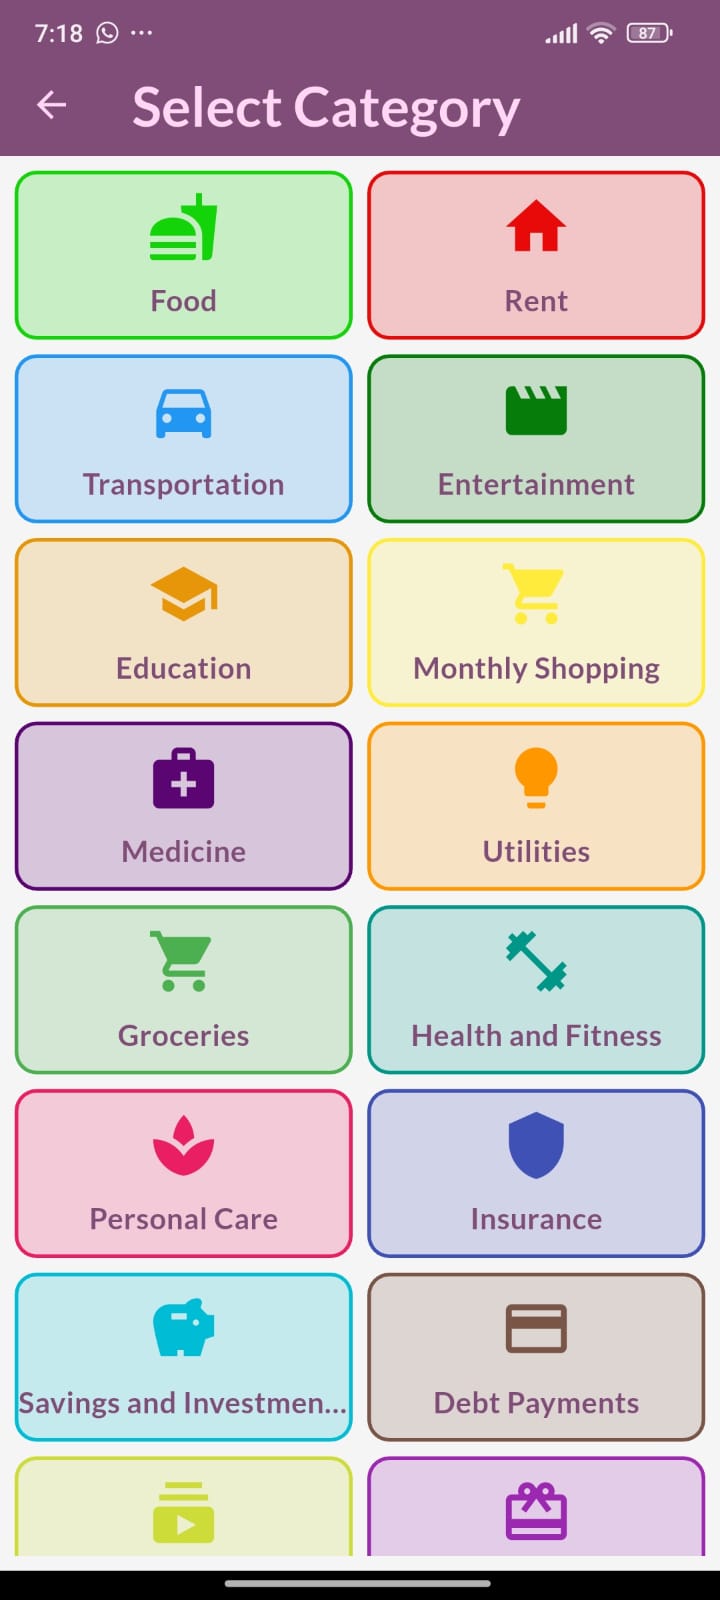 7:18
87
Select Category
Food
Rent
Transportation
Entertainment
Education
Monthly Shopping
Medicine
Utilities
Groceries
Health and Fitness
Personal Care
Insurance
Savings and Investmen...
Debt Payments